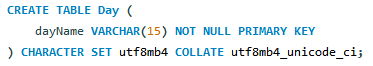 CREATE TABLE Day (
    dayName VARCHAR(15) NOT NULL PRIMARY KEY
) CHARACTER SET utf8mb4 COLLATE utf8mb4_unicode_ci;